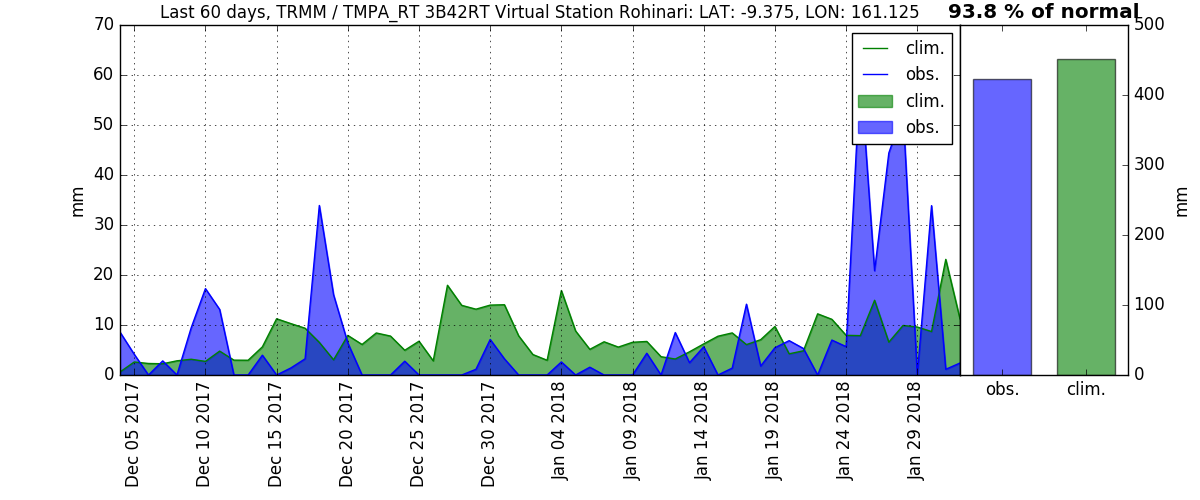 Last 60 days, TRMM / TMPA_RT 3B42RT Virtual Station Rohinari: LAT: -9.375, LON: 161.125
93.8 % of normal
70
60
50
40
30
20
10
0
mm
clim.
obs.
clim.
obs.
500
400
300
200
100
0
mm
Dec 05 2017
Dec 10 2017
Dec 15 2017
Dec 20 2017
Dec 25 2017
Dec 30 2017
Jan 04 2018
Jan 09 2018
Jan 14 2018
Jan 19 2018
Jan 24 2018
Jan 29 2018
obs.
clim.